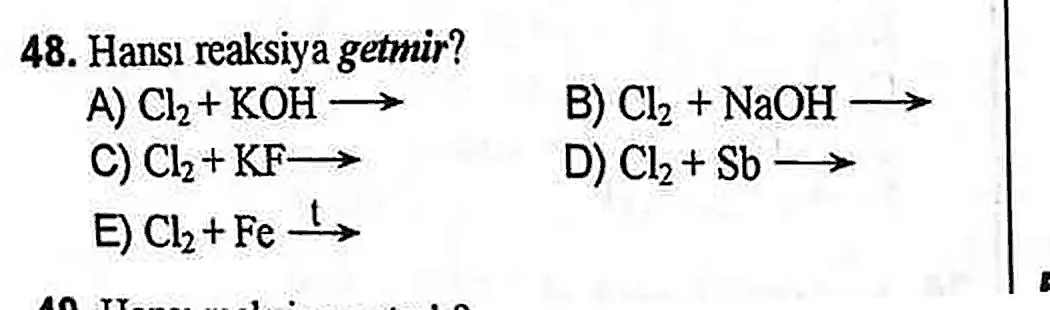 48. Hansı reaksiya getmir?
A) Cl₂ + KOH ⟶ B) Cl₂ + NaOH ⟶
C) Cl₂ + KF ⟶ D) Cl₂ + Sb ⟶
E) Cl₂ + Fe t⟶